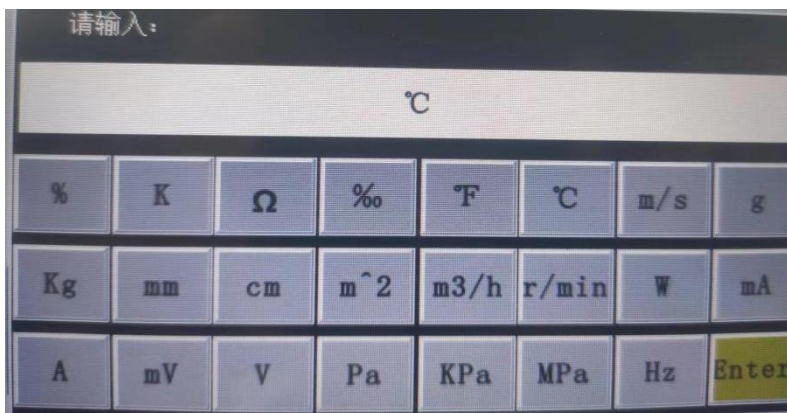 请输入:
℃
% K Ω ‰ ℉ ℃ m/s g
Kg mm cm m^2 m3/h r/min W mA
A mV V Pa KPa MPa Hz Enter